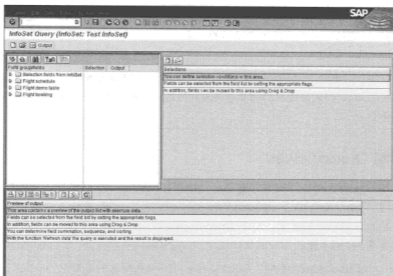 SAP
InfoSet Query (InfoSet: Test InfoSet)
Output
Field group/fields Selection Output
Selection fields from InfoSet
Flight schedule
Flight demo table
Flight booking
Selections
You can define selection conditions in this area.
Fields can be selected from the field list by setting the appropriate flags.
In addition, fields can be moved to this area using Drag & Drop
Preview of output
This area contains a preview of the output list with example data.
Fields can be selected from the field list by setting the appropriate flags.
In addition, fields can be moved to this area using Drag & Drop
You can determine field summation, sequence, and sorting.
With the function 'Refresh data' the query is executed and the result is displayed.